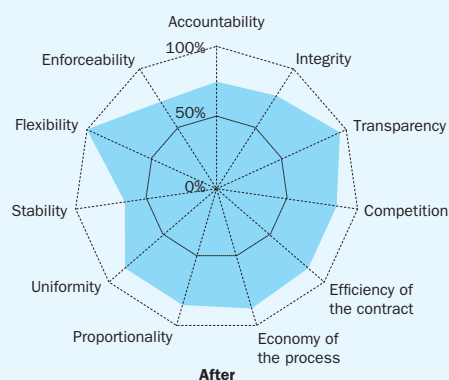 Accountability
100%
Enforceability
Integrity
50%
Flexibility
Transparency
0%
Stability
Competition
Uniformity
Efficiency of
the contract
Proportionality
Economy of
the process
After